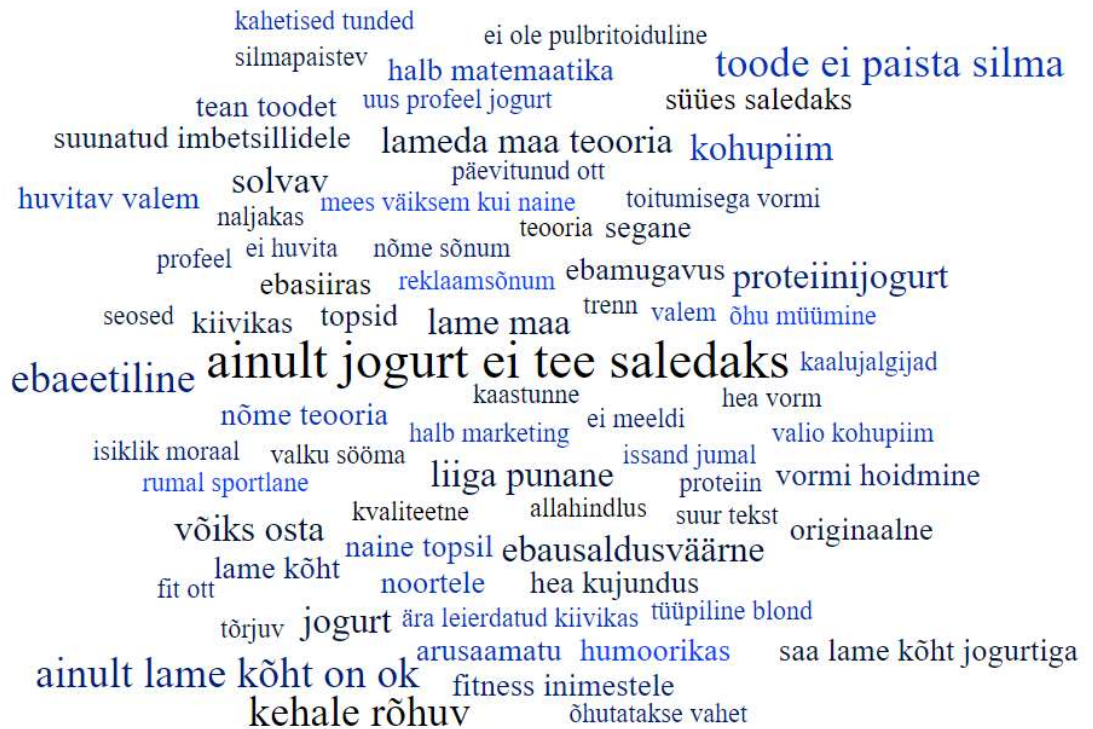 kahetised tunded
ei ole pulbritoiduline
silmapaistev
halb matemaatika
toode ei paista silma
tean toodet
uus profeel jogurt
süües saledaks
suunatud imbetsillidele
lameda maa teooria
kohupiim
päevitunud ott
solvav
huvitav valem
mees väiksem kui naine
toitumisega vormi
naljakas
teooria
segane
profeel
ei huvita
nõme sõnum
ebasiiras
reklaamsõnum
ebamugavus
proteiinijogurt
seosed
kiivikas
topsid
lame maa
trenn
valem
õhu müümine
ebaeetiline
ainult jogurt ei tee saledaks
kaalujalgijad
kaastunne
hea vorm
nõme teooria
halb marketing
ei meeldi
valio kohupiim
isiklik moraal
valku sööma
liiga punane
issand jumal
rumal sportlane
proteiin
vormi hoidmine
kvaliteetne
allahindlus
suur tekst
võiks osta
originaalne
naine topsil
ebausaldusväärne
lame kõht
fit ott
noortele
hea kujundus
tõrjuv
jogurt
ära leierdatud kiivikas
tüüpiline blond
arusaamatu
humoorikas
saa lame kõht jogurtiga
ainult lame kõht on ok
fitness inimestele
kehale rõhuv
õhutatakse vahet